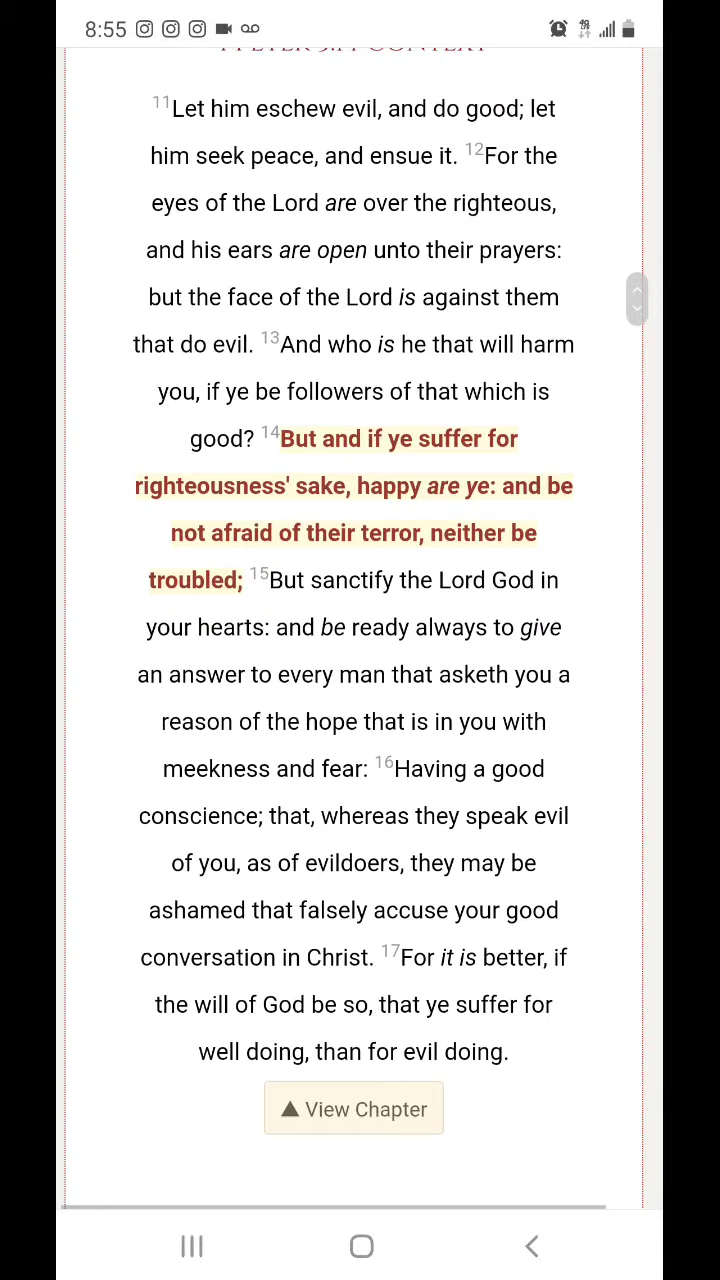 8:55
11Let him eschew evil, and do good; let
him seek peace, and ensue it. 12For the
eyes of the Lord are over the righteous,
and his ears are open unto their prayers:
but the face of the Lord is against them
that do evil. 13And who is he that will harm
you, if ye be followers of that which is
good? 14But and if ye suffer for
righteousness' sake, happy are ye: and be
not afraid of their terror, neither be
troubled; 15But sanctify the Lord God in
your hearts: and be ready always to give
an answer to every man that asketh you a
reason of the hope that is in you with
meekness and fear: 16Having a good
conscience; that, whereas they speak evil
of you, as of evildoers, they may be
ashamed that falsely accuse your good
conversation in Christ. 17For it is better, if
the will of God be so, that ye suffer for
well doing, than for evil doing.
▲ View Chapter